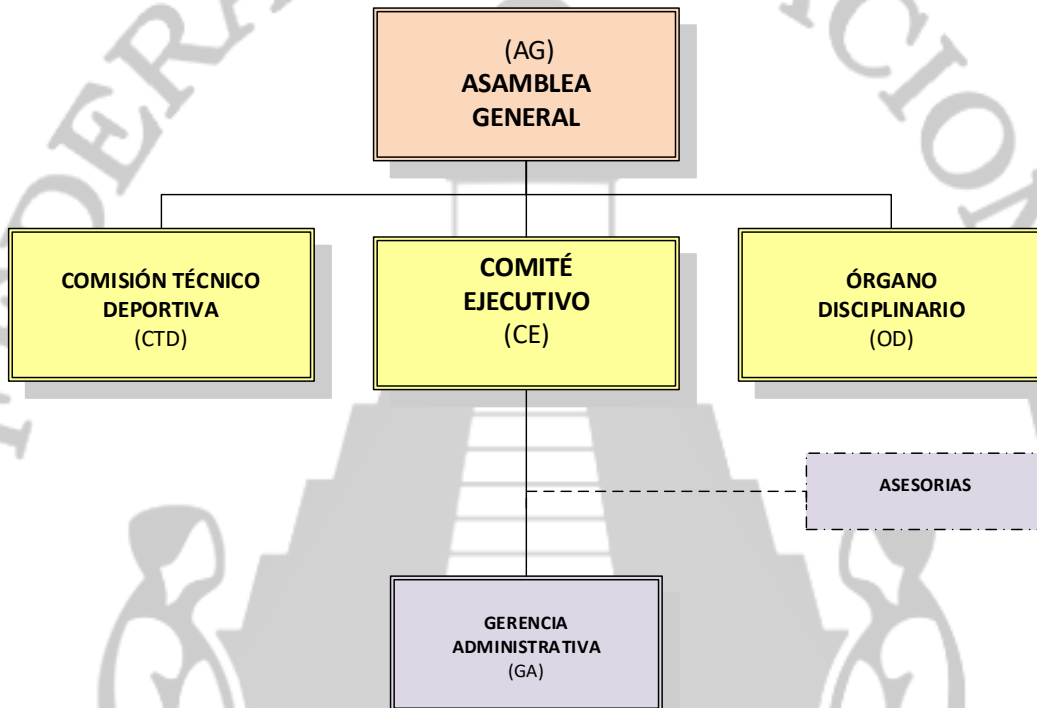 (AG)
ASAMBLEA
GENERAL
COMISIÓN TÉCNICO
DEPORTIVA
(CTD)
COMITÉ
EJECUTIVO
(CE)
ÓRGANO
DISCIPLINARIO
(OD)
ASESORIAS
GERENCIA
ADMINISTRATIVA
(GA)